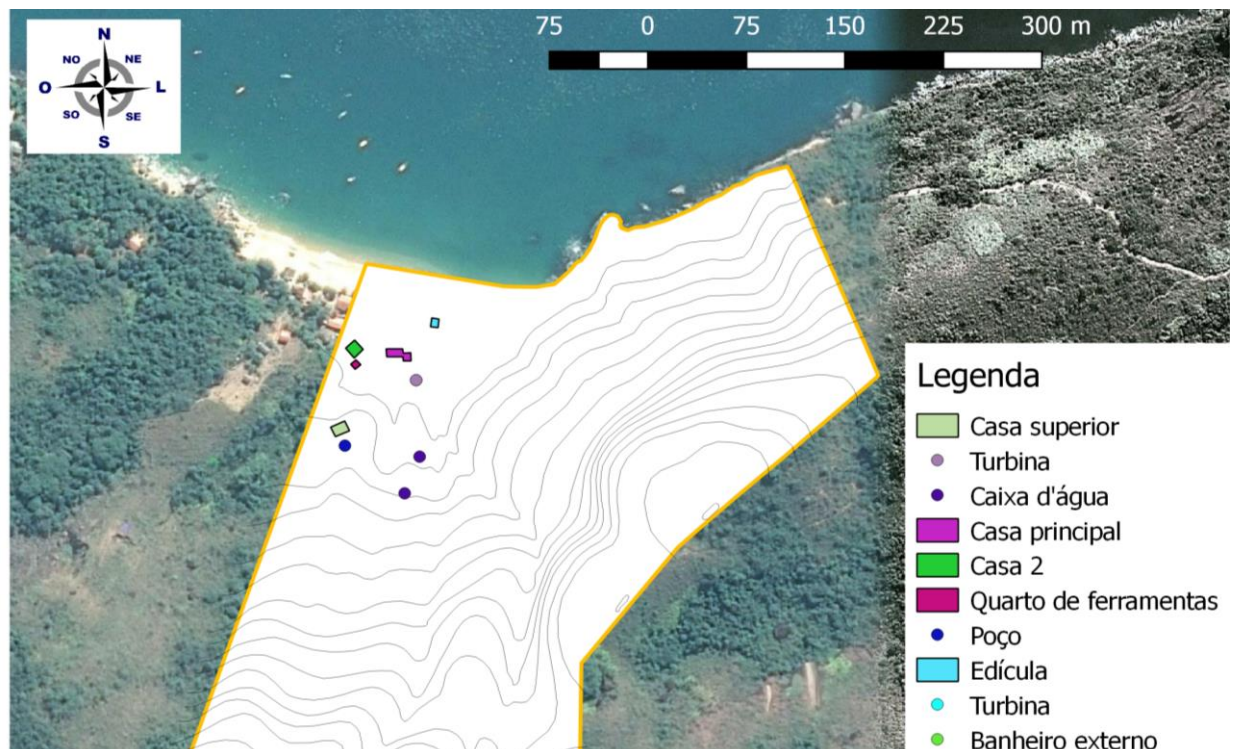 75 0 75 150 225 300 m
N
NO NE
O L
SO SE
S
Legenda
Casa superior
Turbina
Caixa d'água
Casa principal
Casa 2
Quarto de ferramentas
Poço
Edícula
Turbina
Banheiro externo